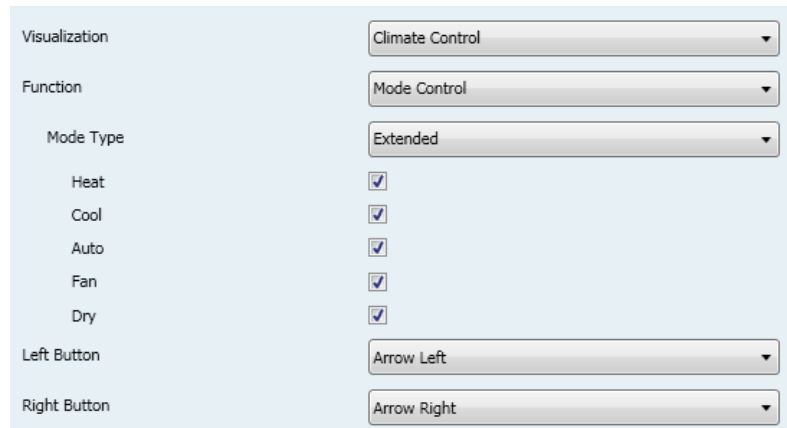 Visualization Climate Control
Function Mode Control
Mode Type Extended
Heat
Cool
Auto
Fan
Dry
Left Button Arrow Left
Right Button Arrow Right